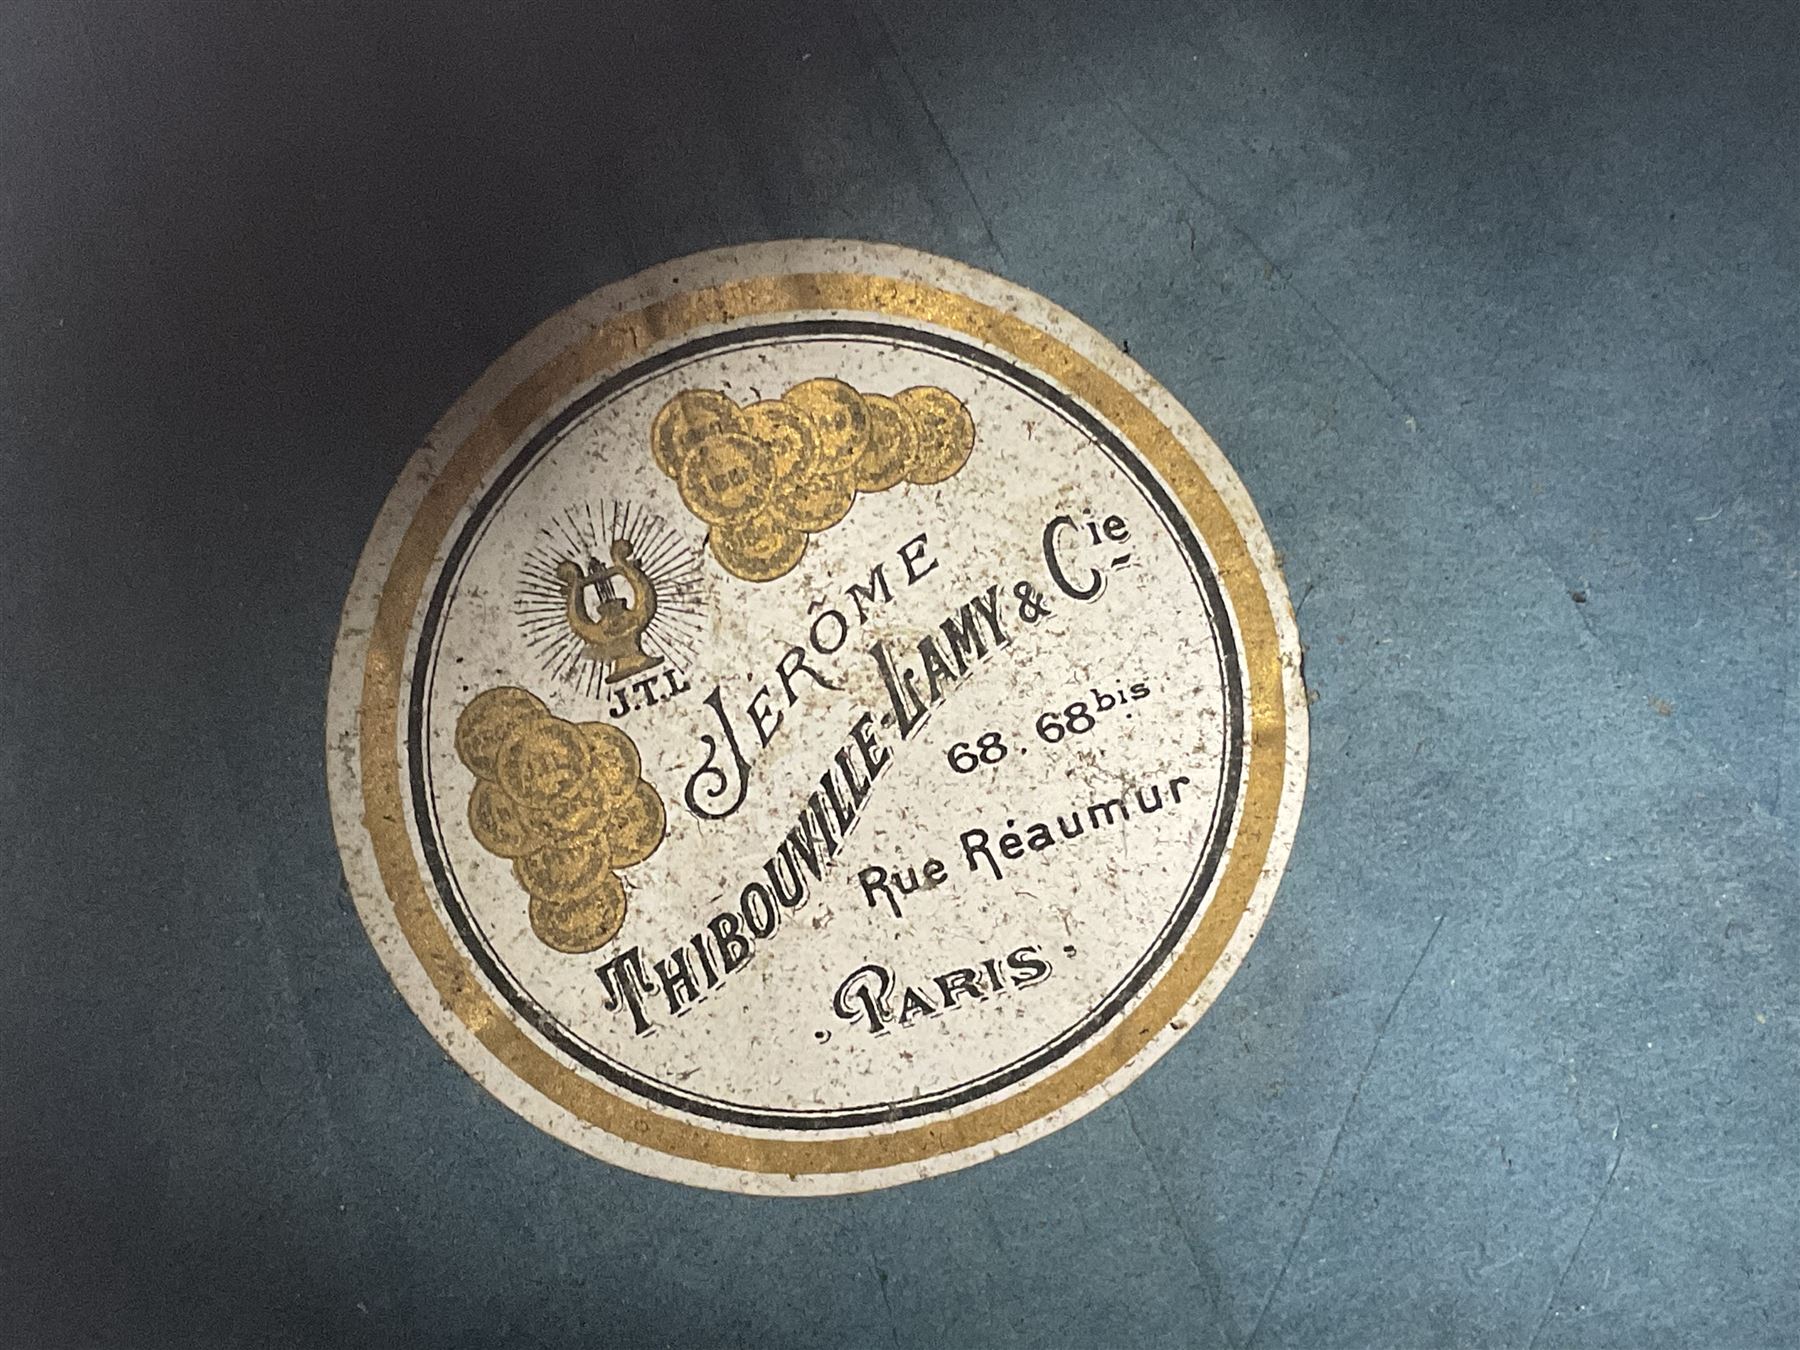 J.T.L
JERÔME
THIBOUVILLE-LAMY & Cie
68. 68bis
Rue Réaumur
PARIS